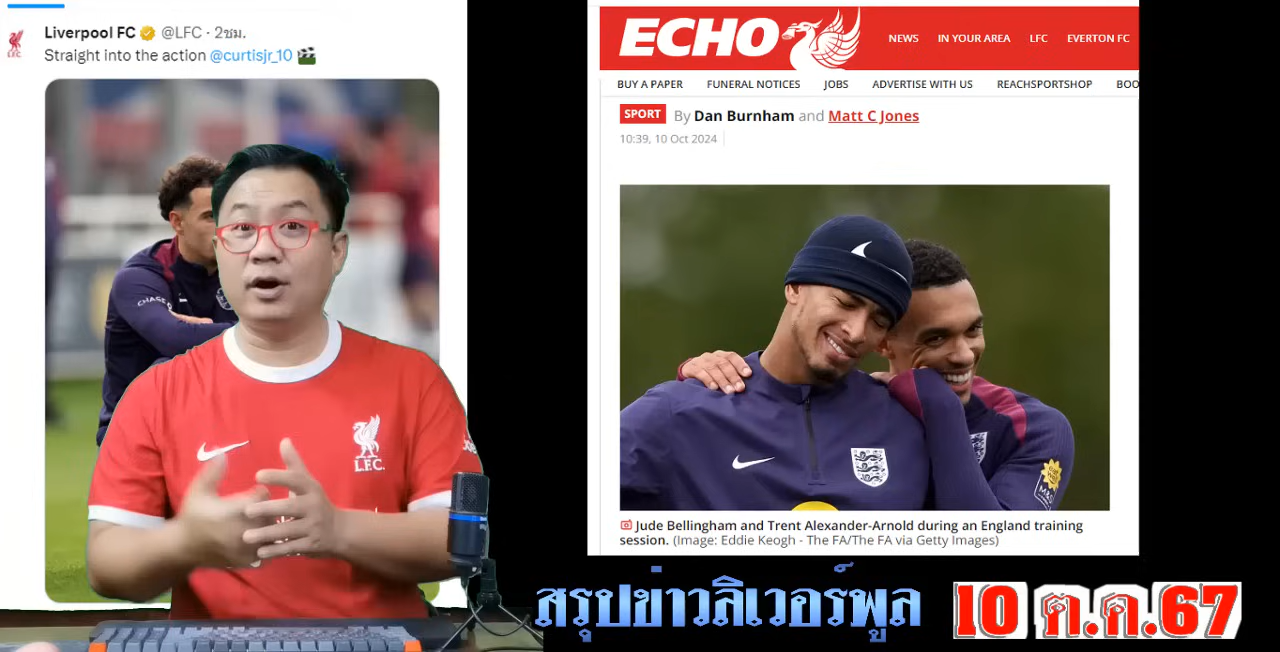 Liverpool FC @LFC · 2ชม.
Straight into the action @curtisjr_10
L.F.C.
CHASE
L.F.C.
ECHO
NEWS IN YOUR AREA LFC EVERTON FC
BUY A PAPER FUNERAL NOTICES JOBS ADVERTISE WITH US REACHSPORTSHOP BOO
SPORT By Dan Burnham and Matt C Jones
10:39, 10 Oct 2024
M&S
Jude Bellingham and Trent Alexander-Arnold during an England training
session. (Image: Eddie Keogh - The FA/The FA via Getty Images)
สรุปข่าวลิเวอร์พูล 10 ต.ค.67